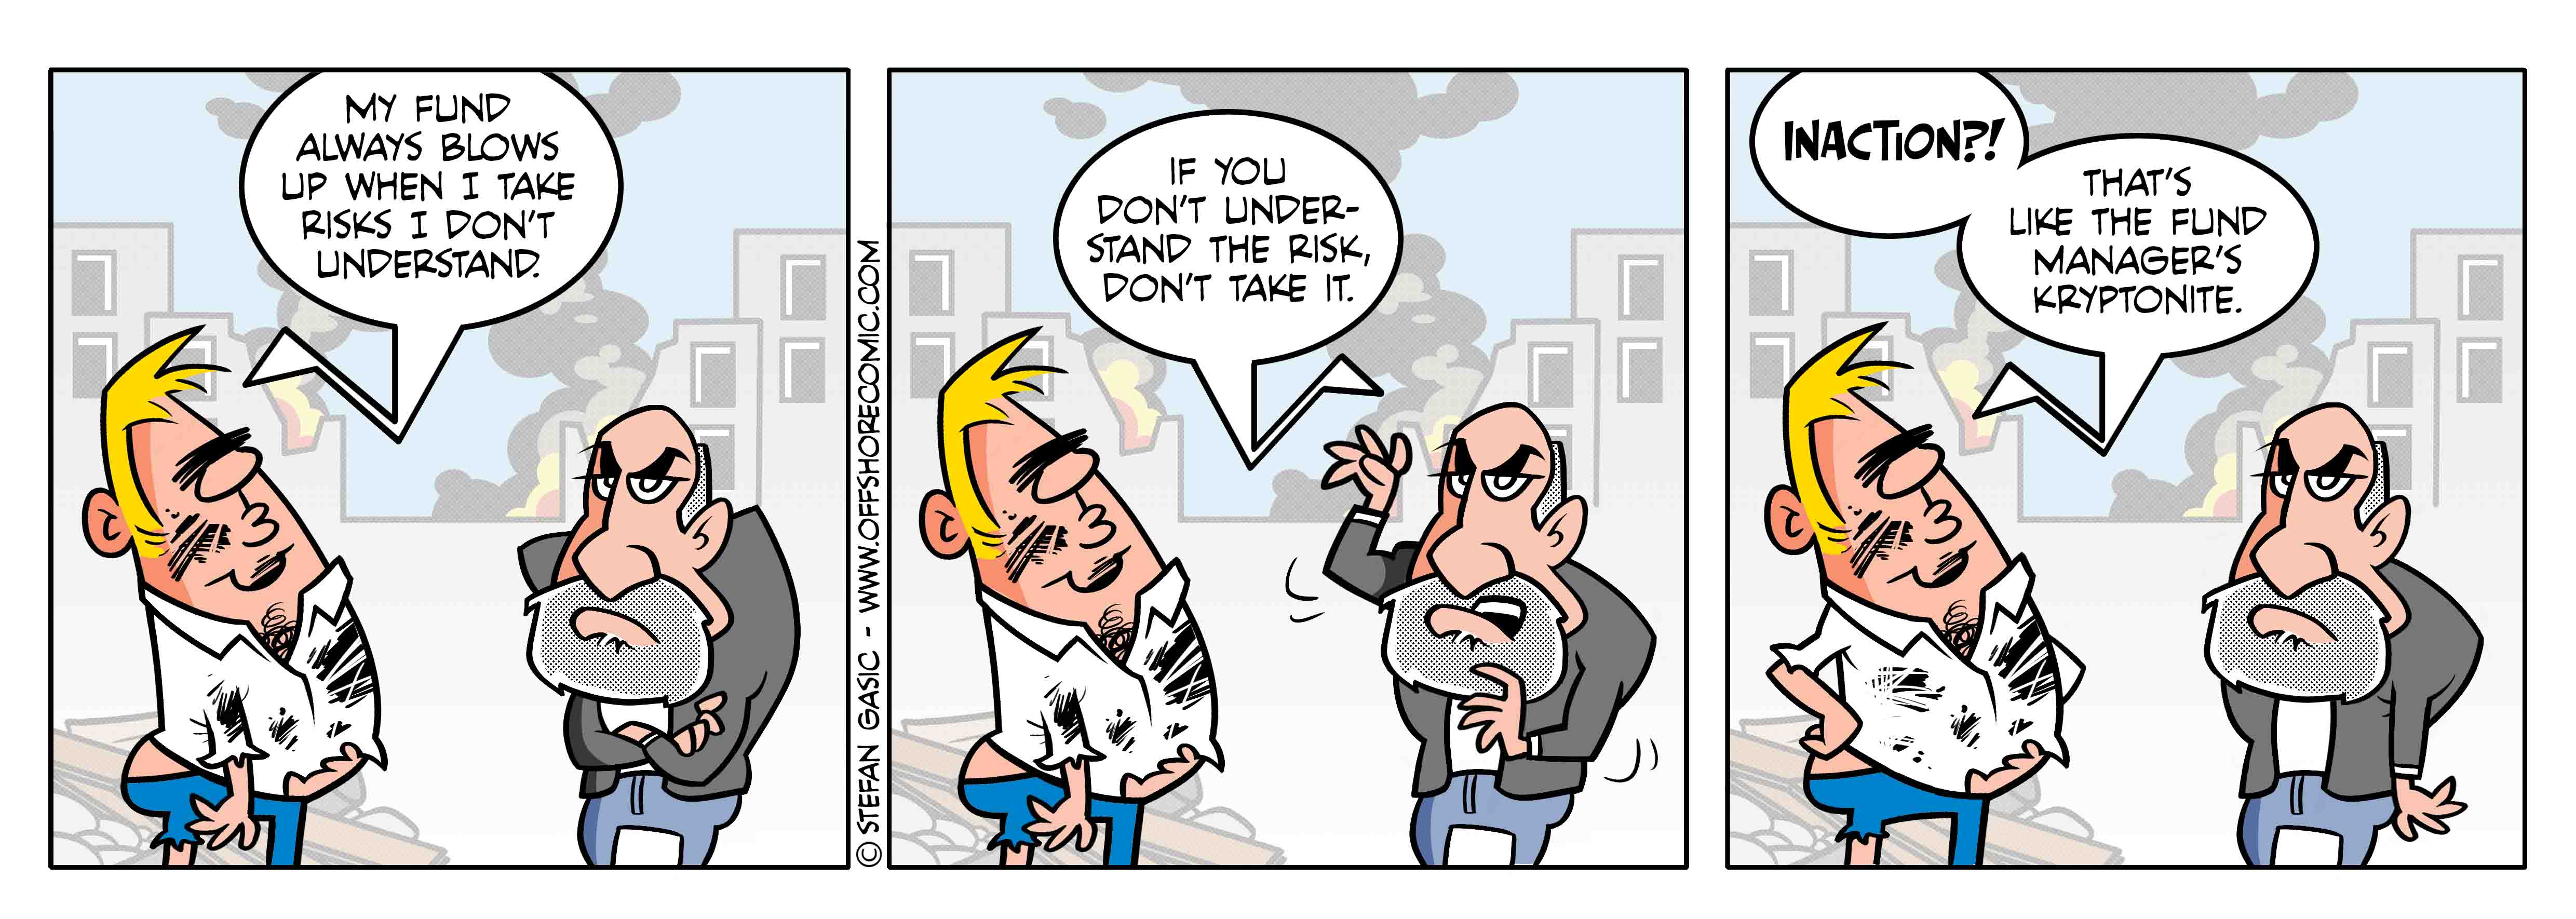 MY FUND
ALWAYS BLOWS
UP WHEN I TAKE
RISKS I DON'T
UNDERSTAND.
© STEFAN GASIC - WWW.OFFSHORECOMIC.COM
IF YOU
DON'T UNDER-
STAND THE RISK,
DON'T TAKE IT.
INACTION?!
THAT'S
LIKE THE FUND
MANAGER'S
KRYPTONITE.